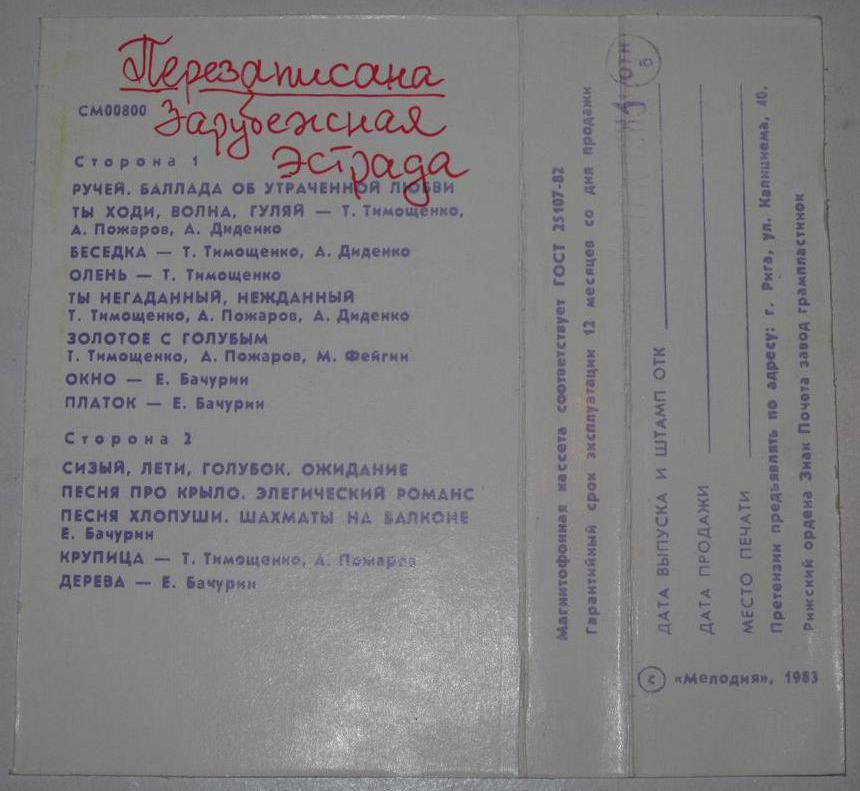 Перезаписана
Зарубежная
Эстрада
СМ00800
Сторона 1
РУЧЕЙ. БАЛЛАДА ОБ УТРАЧЕННОЙ ЛЮБВИ
ТЫ ХОДИ, ВОЛНА, ГУЛЯЙ — Т. Тимощенко,
А. Пожаров, А. Диденко
БЕСЕДКА — Т. Тимощенко, А. Диденко
ОЛЕНЬ — Т. Тимощенко
ТЫ НЕГАДАННЫЙ, НЕЖДАННЫЙ
Т. Тимощенко, А. Пожаров, А. Диденко
ЗОЛОТОЕ С ГОЛУБЫМ
Т. Тимощенко, А. Пожаров, М. Фейгин
ОКНО — Е. Бачурин
ПЛАТОК — Е. Бачурин
Сторона 2
СИЗЫЙ, ЛЕТИ, ГОЛУБОК. ОЖИДАНИЕ
ПЕСНЯ ПРО КРЫЛО. ЭЛЕГИЧЕСКИЙ РОМАНС
ПЕСНЯ ХЛОПУШИ. ШАХМАТЫ НА БАЛКОНЕ
Е. Бачурин
КРУПИЦА — Т. Тимощенко, А. Пожаров
ДЕРЕВА — Е. Бачурин
Магнитофонная кассета соответствует ГОСТ 25107-82
Гарантийный срок эксплуатации 12 месяцев со дня продажи
ДАТА ВЫПУСКА И ШТАМП ОТК
ОТК
6
ДАТА ПРОДАЖИ
МЕСТО ПЕЧАТИ
Претензии предъявлять по адресу: г. Рига, ул. Калнциема, 40.
Рижский ордена Знак Почета завод грампластинок
с «Мелодия», 1983